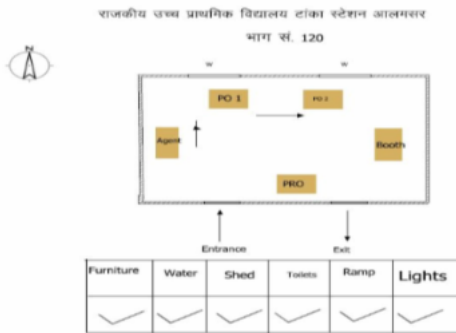 राजकीय उच्च प्राथमिक विद्यालय टांका स्टेशन आलमसर
भाग सं. 120
N
W W
PO 1 PO 2
Agent Booth
PRO
Entrance Exit
Furniture Water Shed Toilets Ramp Lights